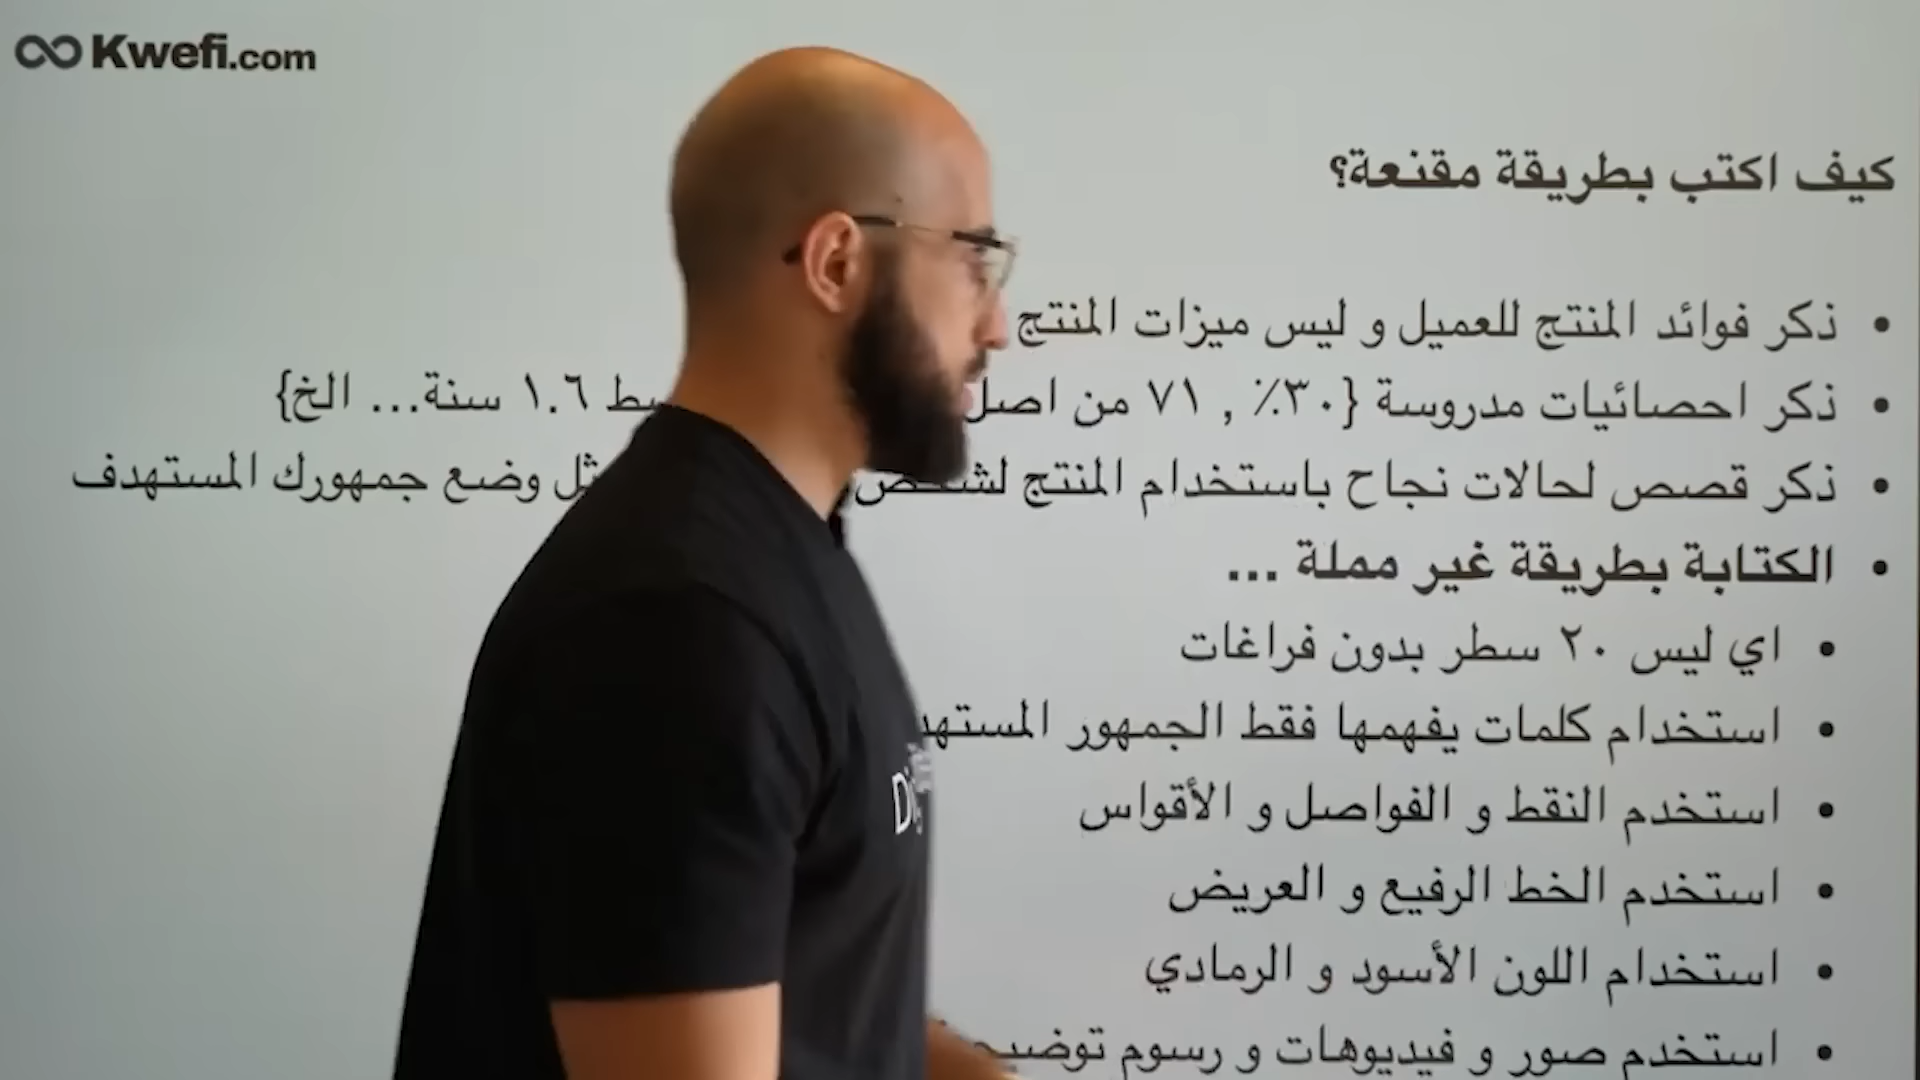 Kwefi.com
كيف اكتب بطريقة مقنعة؟
• ذكر فوائد المنتج للعميل و ليس ميزات المنتج
• ذكر احصائيات مدروسة {٣٠٪ , ٧١ من اصل ١.٦ سنة... الخ}
• ذكر قصص لحالات نجاح باستخدام المنتج وضع جمهورك المستهدف
• الكتابة بطريقة غير مملة ...
• اي ليس ٢٠ سطر بدون فراغات
• استخدام كلمات يفهمها فقط الجمهور
• استخدم النقط و الفواصل و الأقواس
• استخدم الخط الرفيع و العريض
• استخدام اللون الأسود و الرمادي
• استخدم صور و فيديوهات و رسوم